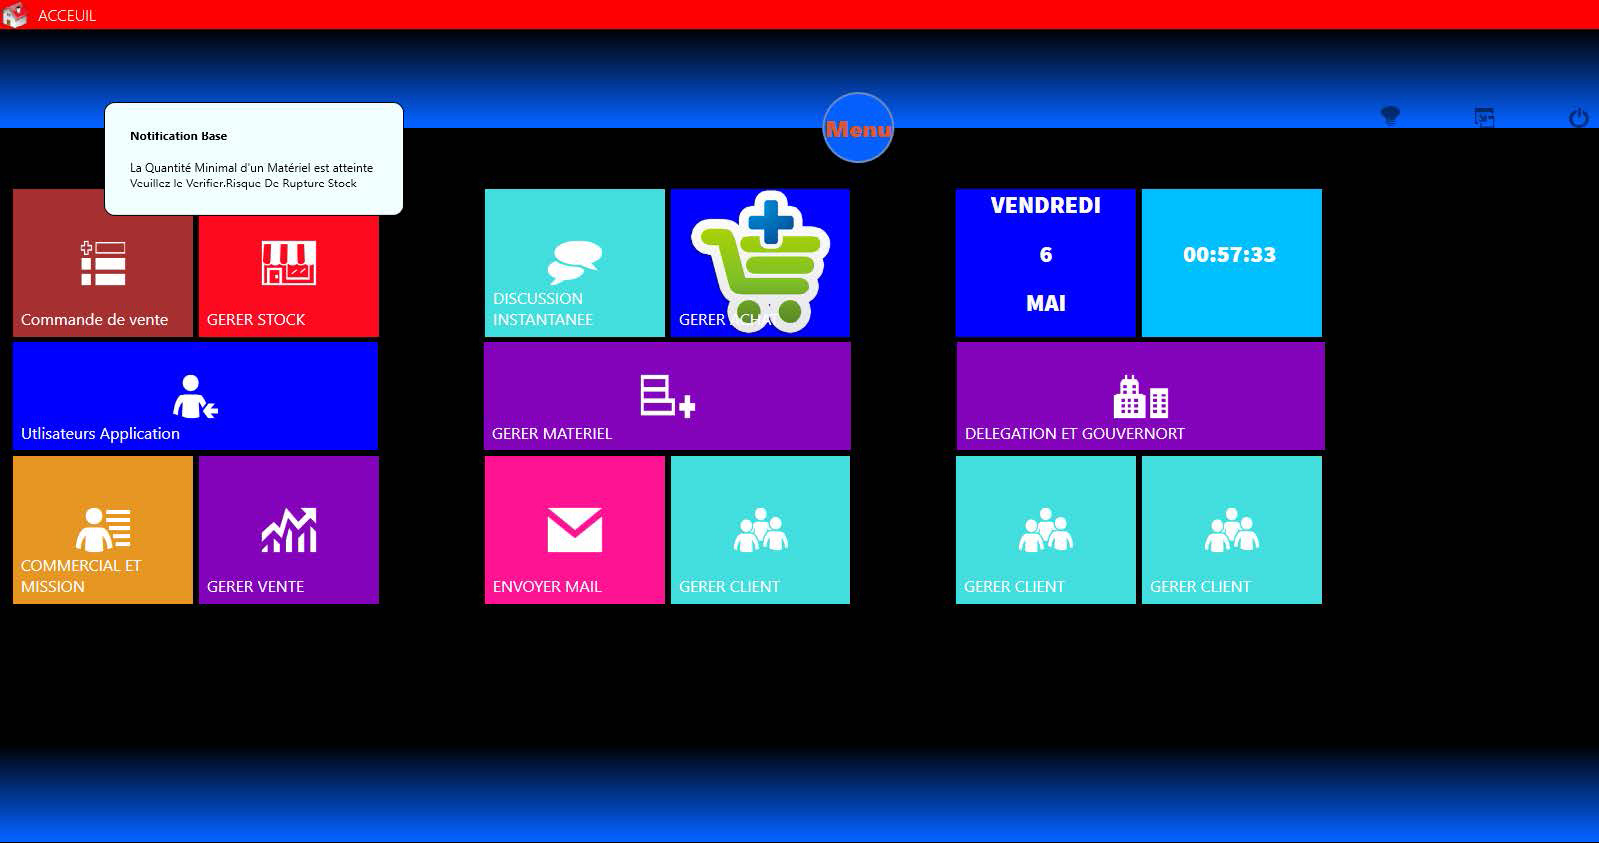 ACCEUIL
Menu
Notification Base
La Quantité Minimal d'un Matériel est atteinte
Veuillez le Verifier.Risque De Rupture Stock
Commande de vente
GERER STOCK
DISCUSSION
INSTANTANEE
GERER ACHAT
VENDREDI
6
MAI
00:57:33
Utlisateurs Application
GERER MATERIEL
DELEGATION ET GOUVERNORT
COMMERCIAL ET
MISSION
GERER VENTE
ENVOYER MAIL
GERER CLIENT
GERER CLIENT
GERER CLIENT